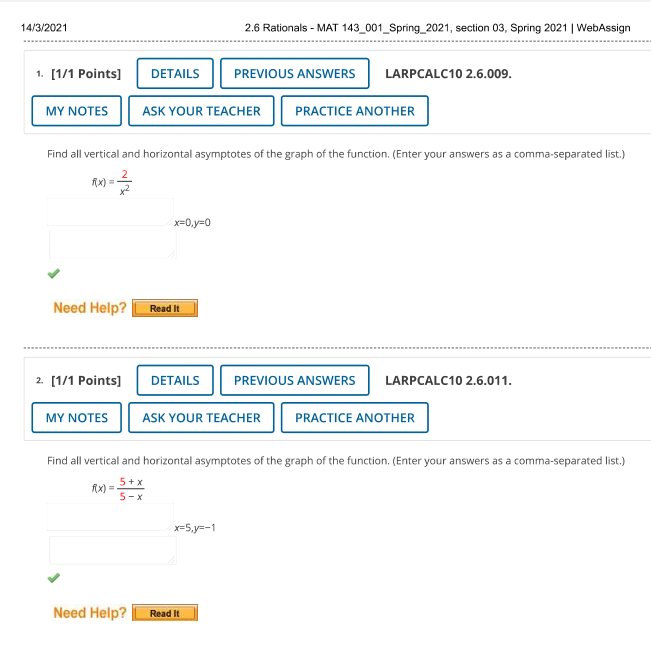 14/3/2021 2.6 Rationals - MAT 143_001_Spring_2021, section 03, Spring 2021 | WebAssign
1. [1/1 Points] DETAILS PREVIOUS ANSWERS LARPCALC10 2.6.009.
MY NOTES ASK YOUR TEACHER PRACTICE ANOTHER
Find all vertical and horizontal asymptotes of the graph of the function. (Enter your answers as a comma-separated list.)
f(x) = 2/x²
x=0,y=0
Need Help? Read It
2. [1/1 Points] DETAILS PREVIOUS ANSWERS LARPCALC10 2.6.011.
MY NOTES ASK YOUR TEACHER PRACTICE ANOTHER
Find all vertical and horizontal asymptotes of the graph of the function. (Enter your answers as a comma-separated list.)
f(x) = 5 + x / 5 − x
x=5,y=−1
Need Help? Read It